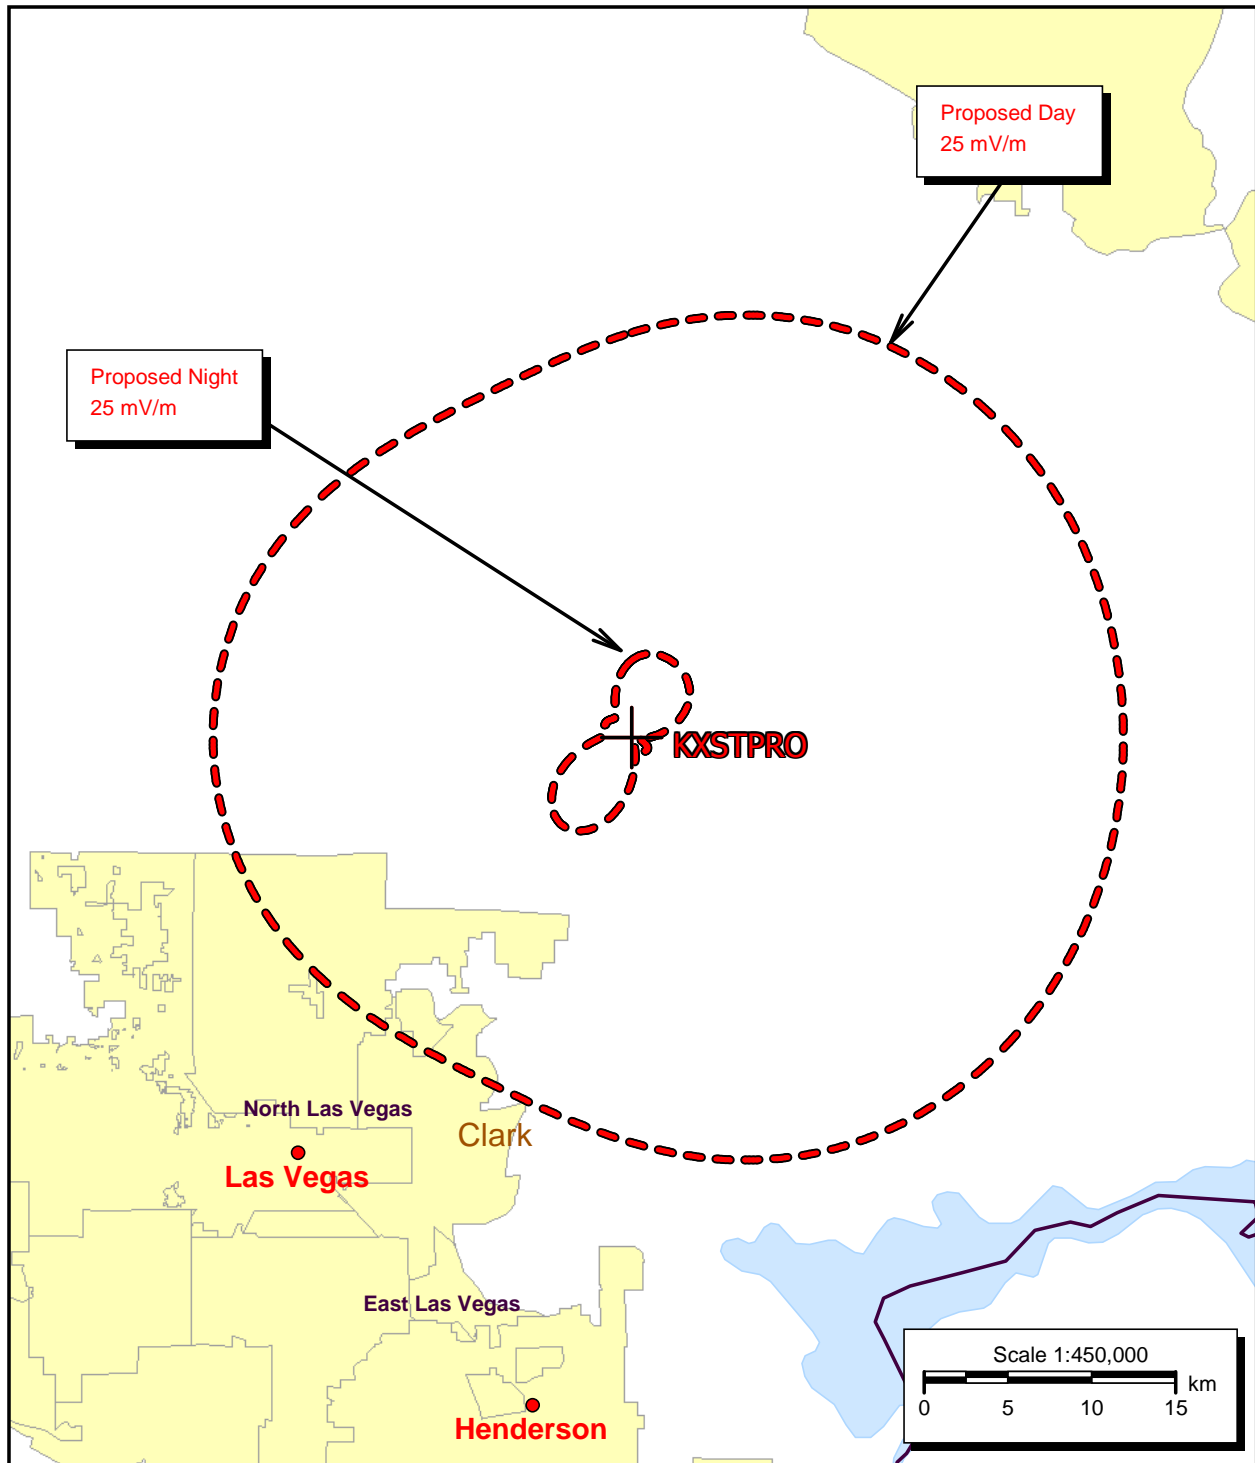 Proposed Day
25 mV/m
Proposed Night
25 mV/m
KXSTPRO
North Las Vegas
Clark
Las Vegas
East Las Vegas
Scale 1:450,000
km
0 5 10 15
Henderson